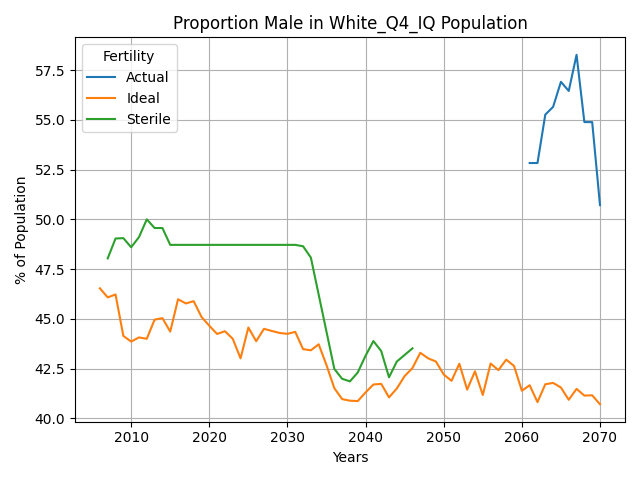 Proportion Male in White_Q4_IQ Population
Fertility
Actual
Ideal
Sterile
% of Population
57.5
55.0
52.5
50.0
47.5
45.0
42.5
40.0
2010 2020 2030 2040 2050 2060 2070
Years